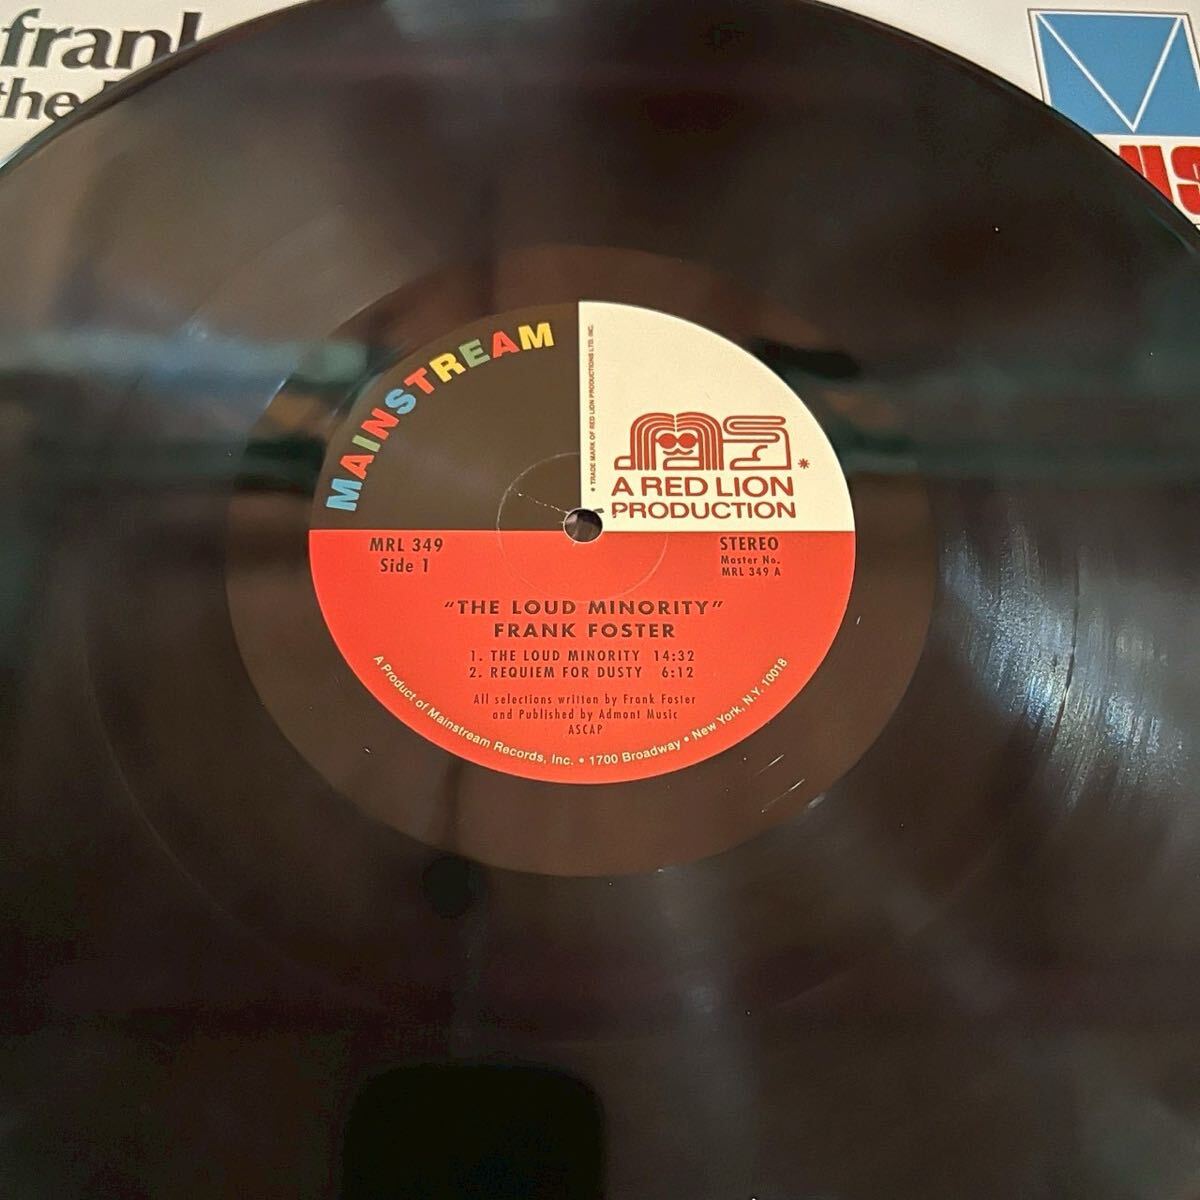 frank
the
US
MAINSTREAM
* TRADE MARK OF RED LION PRODUCTIONS LTD. INC.
ms *
A RED LION
PRODUCTION
MRL 349
Side 1
STEREO
Master No.
MRL 349 A
"THE LOUD MINORITY"
FRANK FOSTER
1. THE LOUD MINORITY 14:32
2. REQUIEM FOR DUSTY 6:12
All selections written by Frank Foster
and Published by Admont Music
ASCAP
A Product of Mainstream Records, Inc. • 1700 Broadway • New York, N.Y. 10018